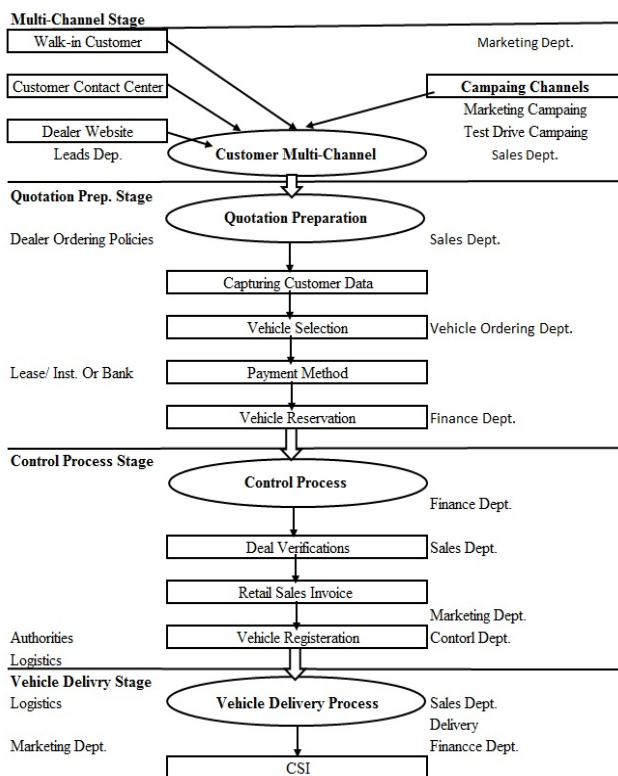 Multi-Channel Stage
Walk-in Customer
Marketing Dept.
Customer Contact Center
Campaing Channels
Marketing Campaing
Dealer Website
Test Drive Campaing
Leads Dep.
Customer Multi-Channel
Sales Dept.
Quotation Prep. Stage
Quotation Preparation
Dealer Ordering Policies
Sales Dept.
Capturing Customer Data
Vehicle Selection
Vehicle Ordering Dept.
Lease/ Inst. Or Bank
Payment Method
Vehicle Reservation
Finance Dept.
Control Process Stage
Control Process
Finance Dept.
Deal Verifications
Sales Dept.
Retail Sales Invoice
Marketing Dept.
Authorities
Vehicle Registeration
Contorl Dept.
Logistics
Vehicle Delivry Stage
Logistics
Vehicle Delivery Process
Sales Dept.
Delivery
Marketing Dept.
Financce Dept.
CSI